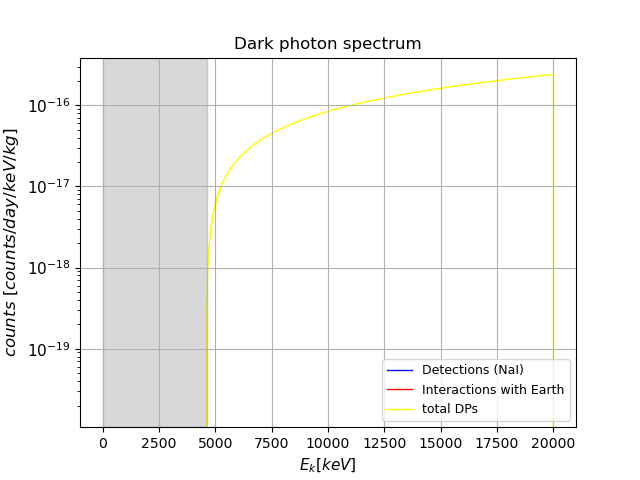 Dark photon spectrum
counts [counts/day/keV/kg]
10⁻¹⁶
10⁻¹⁷
10⁻¹⁸
10⁻¹⁹
Detections (NaI)
Interactions with Earth
total DPs
0 2500 5000 7500 10000 12500 15000 17500 20000
Eₖ[keV]